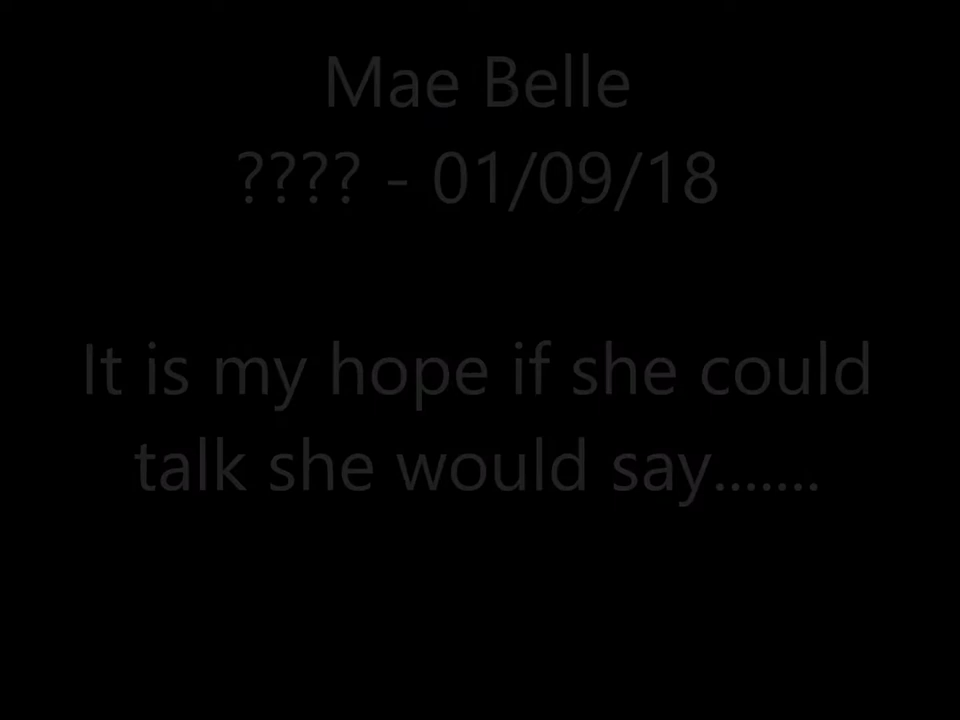 Mae Belle
???? - 01/09/18
It is my hope if she could
talk she would say.......